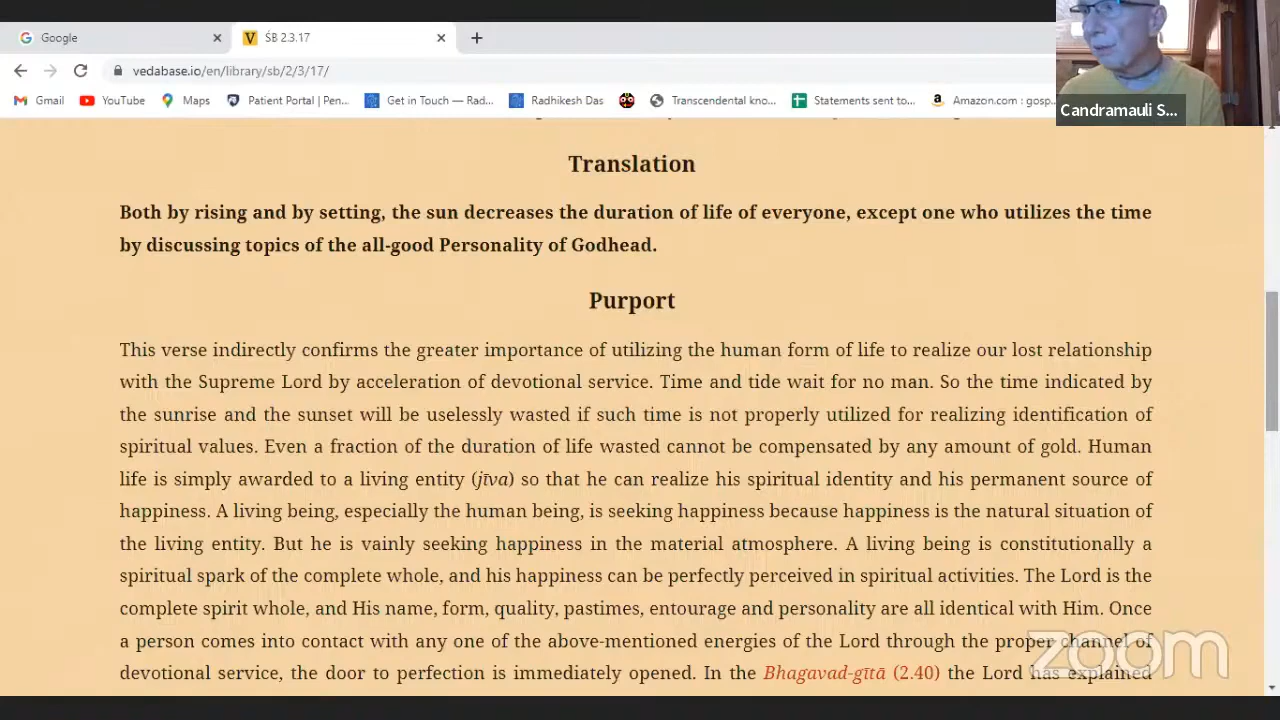 Google
ŚB 2.3.17
vedabase.io/en/library/sb/2/3/17/
Gmail YouTube Maps Patient Portal | Pen... Get in Touch — Rad... Radhikesh Das Transcendental kno... Statements sent to... Amazon.com : gosp...
Candramauli S...
Translation
Both by rising and by setting, the sun decreases the duration of life of everyone, except one who utilizes the time
by discussing topics of the all-good Personality of Godhead.
Purport
This verse indirectly confirms the greater importance of utilizing the human form of life to realize our lost relationship
with the Supreme Lord by acceleration of devotional service. Time and tide wait for no man. So the time indicated by
the sunrise and the sunset will be uselessly wasted if such time is not properly utilized for realizing identification of
spiritual values. Even a fraction of the duration of life wasted cannot be compensated by any amount of gold. Human
life is simply awarded to a living entity (jīva) so that he can realize his spiritual identity and his permanent source of
happiness. A living being, especially the human being, is seeking happiness because happiness is the natural situation of
the living entity. But he is vainly seeking happiness in the material atmosphere. A living being is constitutionally a
spiritual spark of the complete whole, and his happiness can be perfectly perceived in spiritual activities. The Lord is the
complete spirit whole, and His name, form, quality, pastimes, entourage and personality are all identical with Him. Once
a person comes into contact with any one of the above-mentioned energies of the Lord through the proper channel of
devotional service, the door to perfection is immediately opened. In the Bhagavad-gītā (2.40) the Lord has explained
zoom